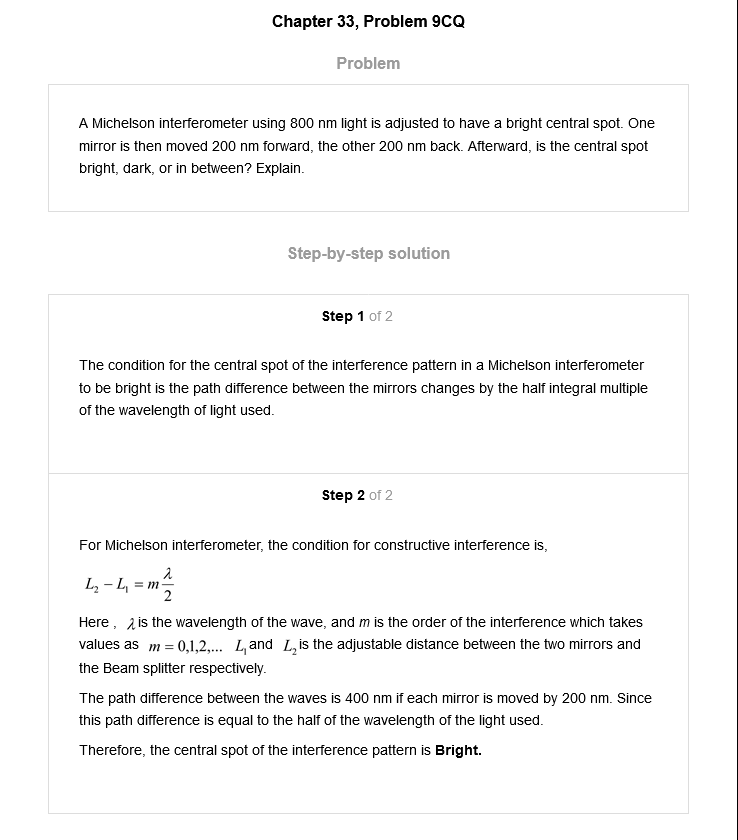 Chapter 33, Problem 9CQ
Problem
A Michelson interferometer using 800 nm light is adjusted to have a bright central spot. One
mirror is then moved 200 nm forward, the other 200 nm back. Afterward, is the central spot
bright, dark, or in between? Explain.
Step-by-step solution
Step 1 of 2
The condition for the central spot of the interference pattern in a Michelson interferometer
to be bright is the path difference between the mirrors changes by the half integral multiple
of the wavelength of light used.
Step 2 of 2
For Michelson interferometer, the condition for constructive interference is,
L₂ − L₁ = m λ/2
Here , λ is the wavelength of the wave, and m is the order of the interference which takes
values as m = 0,1,2,... L₁ and L₂ is the adjustable distance between the two mirrors and
the Beam splitter respectively.
The path difference between the waves is 400 nm if each mirror is moved by 200 nm. Since
this path difference is equal to the half of the wavelength of the light used.
Therefore, the central spot of the interference pattern is Bright.